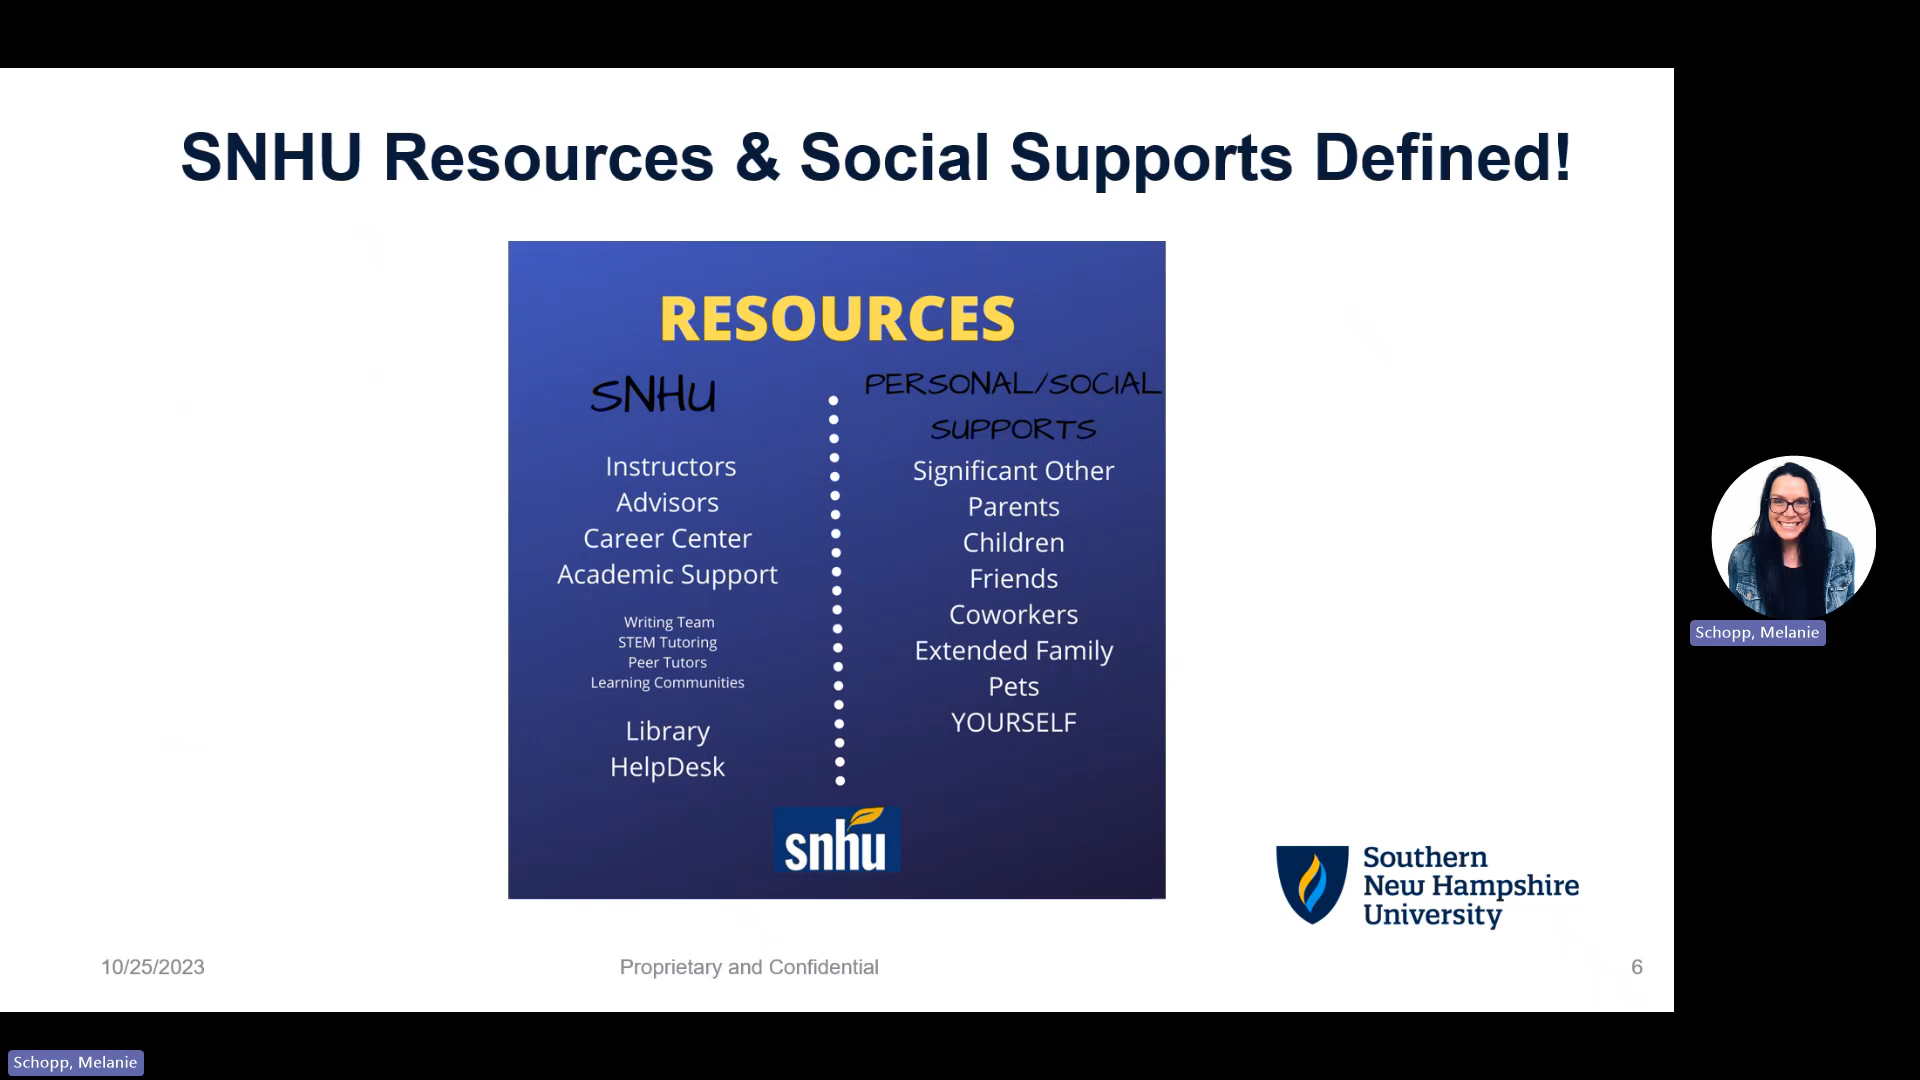 SNHU Resources & Social Supports Defined!
RESOURCES
SNHU
Instructors
Advisors
Career Center
Academic Support
Writing Team
STEM Tutoring
Peer Tutors
Learning Communities
Library
HelpDesk
PERSONAL/SOCIAL
SUPPORTS
Significant Other
Parents
Children
Friends
Coworkers
Extended Family
Pets
YOURSELF
snhu
Southern
New Hampshire
University
10/25/2023
Proprietary and Confidential
6
Schopp, Melanie
Schopp, Melanie